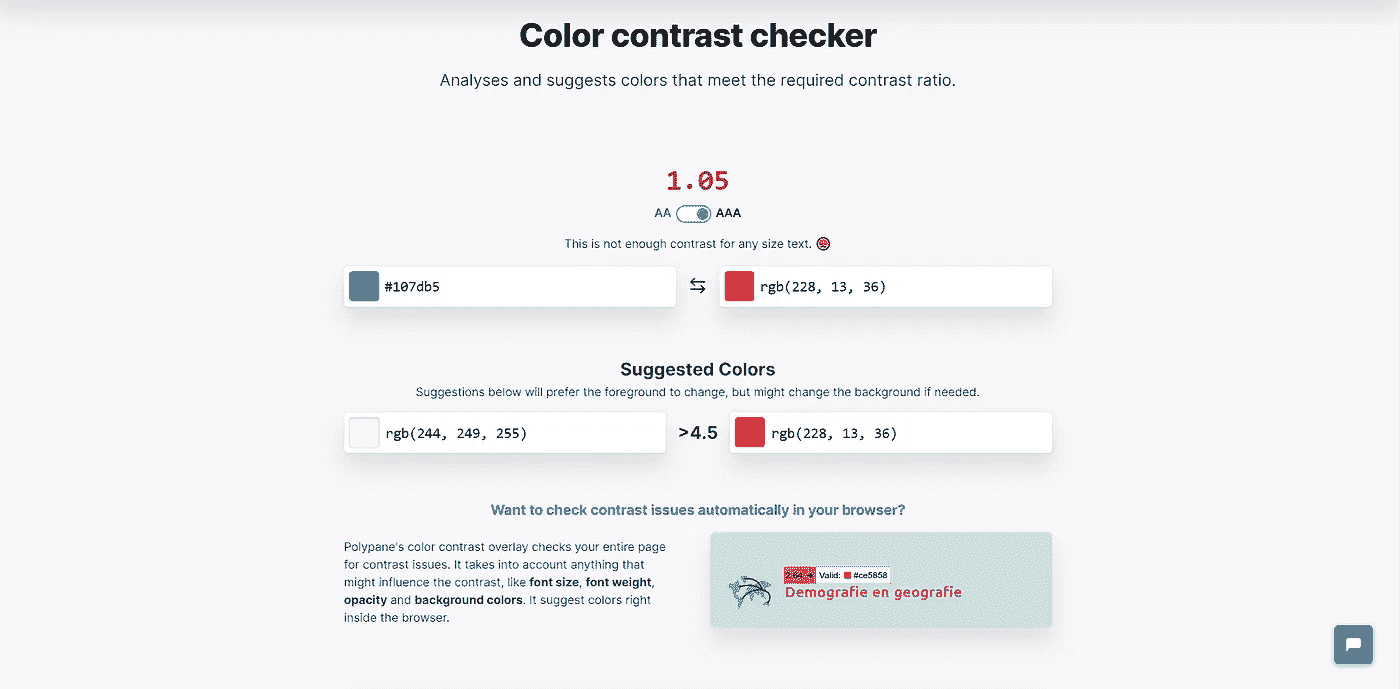 Color contrast checker
Analyses and suggests colors that meet the required contrast ratio.
1.05
AA AAA
This is not enough contrast for any size text.
#107db5 rgb(228, 13, 36)
Suggested Colors
Suggestions below will prefer the foreground to change, but might change the background if needed.
rgb(244, 249, 255) >4.5 rgb(228, 13, 36)
Want to check contrast issues automatically in your browser?
Polypane's color contrast overlay checks your entire page
for contrast issues. It takes into account anything that
might influence the contrast, like font size, font weight,
opacity and background colors. It suggest colors right
inside the browser.
Valid: #ce5858
Demografie en geografie